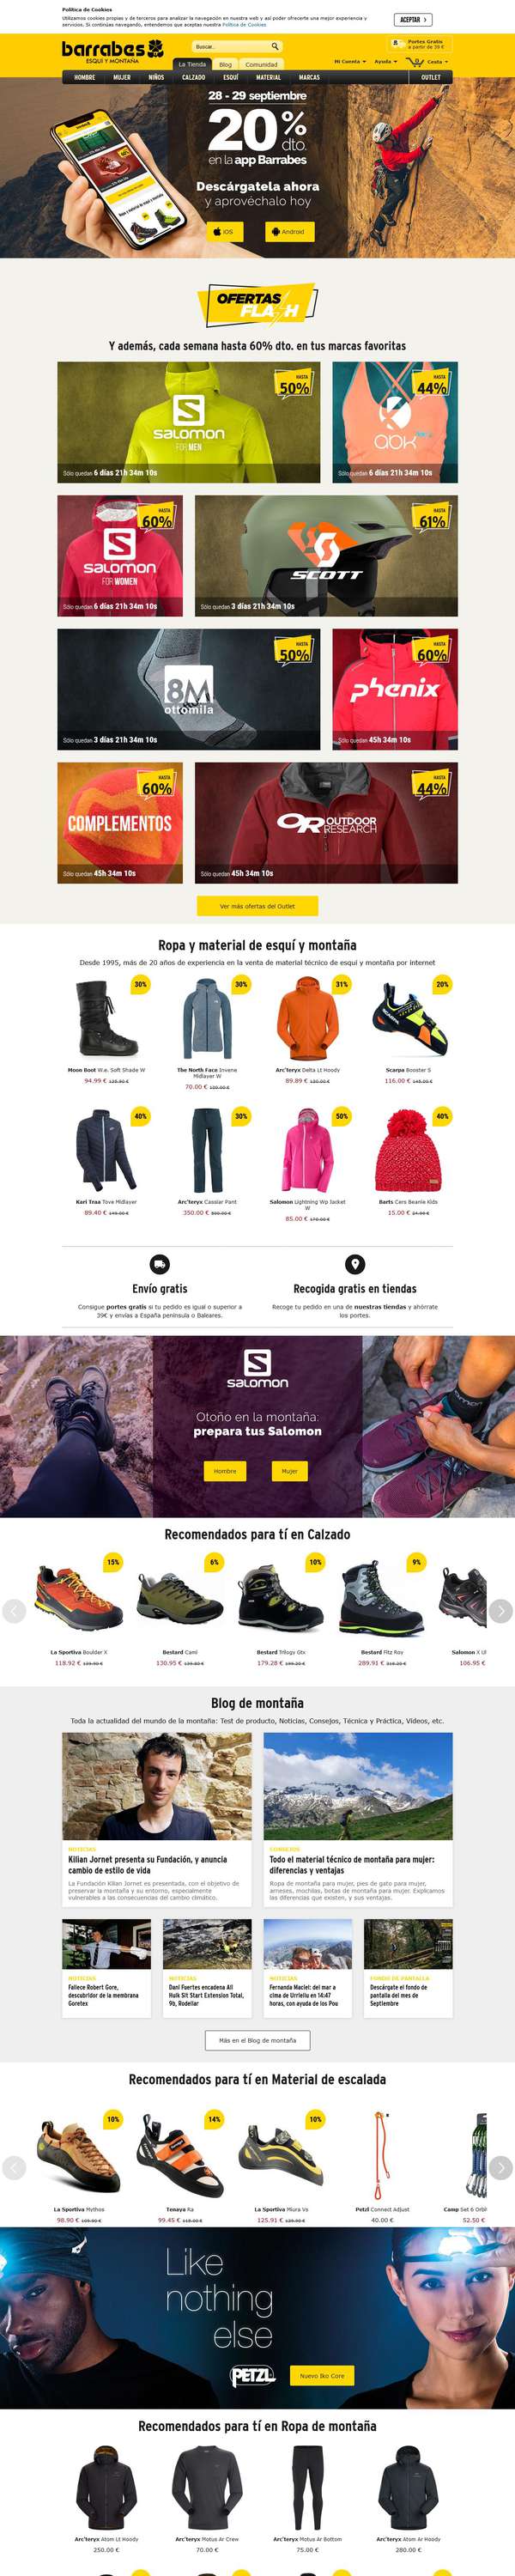 Política de Cookies
Utilizamos cookies propias y de terceros para analizar la navegación en nuestra web y así poder ofrecerte una mejor experiencia y
servicios. Si continúas navegando, entendemos que aceptas nuestra Política de Cookies
ACEPTAR >
barrabes
ESQUÍ Y MONTAÑA
Buscar..
Portes Gratis
a partir de 39 €
La Tienda Blog Comunidad
Mi Cuenta Ayuda Cesta
HOMBRE MUJER NIÑOS CALZADO ESQUÍ MATERIAL MARCAS OUTLET
28 - 29 septiembre
20% dto.
en la app Barrabes
Descárgatela ahora
y aprovéchalo hoy
iOS Android
OFERTAS
FLASH
Y además, cada semana hasta 60% dto. en tus marcas favoritas
HASTA 50%
SALOMON
FOR MEN
Sólo quedan 6 días 21h 34m 10s
HASTA 44%
abk
Sólo quedan 6 días 21h 34m 10s
HASTA 60%
SALOMON
FOR WOMEN
Sólo quedan 6 días 21h 34m 10s
HASTA 61%
SCOTT
Sólo quedan 3 días 21h 34m 10s
HASTA 50%
8M
ottomila
Sólo quedan 3 días 21h 34m 10s
HASTA 60%
phenix
Sólo quedan 45h 34m 10s
HASTA 60%
COMPLEMENTOS
Sólo quedan 45h 34m 10s
HASTA 44%
OR OUTDOOR
RESEARCH
Sólo quedan 45h 34m 10s
Ver más ofertas del Outlet
Ropa y material de esquí y montaña
Desde 1995, más de 20 años de experiencia en la venta de material técnico de esquí y montaña por internet
30% 30% 31% 20%
Moon Boot W.e. Soft Shade W
94.99 €
The North Face Invene
Midlayer W
70.00 € 100.00 €
Arc'teryx Delta Lt Hoody
89.89 € 130.00 €
Scarpa Booster S
116.00 € 145.00 €
40% 30% 50% 40%
Kari Traa Tove Midlayer
89.40 € 149.00 €
Arc'teryx Cassiar Pant
350.00 € 500.00 €
Salomon Lightning Wp Jacket
W
85.00 € 170.00 €
Barts Cero Beanie Kids
15.00 € 24.99 €
Envío gratis
Consigue portes gratis si tu pedido es igual o superior a
39€ y envías a España península o Baleares.
Recogida gratis en tiendas
Recoge tu pedido en una de nuestras tiendas y ahórrate
los portes.
SALOMON
Otoño en la montaña:
prepara tus Salomon
Hombre Mujer
Recomendados para tí en Calzado
15% 6% 10% 9%
La Sportiva Boulder X
118.92 € 139.90 €
Bestard Cami
130.95 €
Bestard Trilogy Gtx
179.28 € 199.20 €
Bestard Fitz Roy
289.91 €
Salomon X Ul
106.95 €
Blog de montaña
Toda la actualidad del mundo de la montaña: Test de producto, Noticias, Consejos, Técnica y Práctica, Vídeos, etc.
NOTICIAS
Kilian Jornet presenta su Fundación, y anuncia
cambio de estilo de vida
La Fundación Kilian Jornet es presentada, con el objetivo de
preservar la montaña y su entorno, especialmente
vulnerables a las consecuencias del cambio climático.
CONSEJOS
Todo el material técnico de montaña para mujer:
diferencias y ventajas
Ropa de montaña para mujer, pies de gato para mujer,
arneses, mochilas, botas de montaña para mujer. Explicamos
las diferencias que existen, y sus ventajas.
NOTICIAS
Fallece Robert Gore,
descubridor de la membrana
Goretex
NOTICIAS
Dani Fuertes encadena Ali
Hulk Sit Start Extension Total,
9b, Rodellar
NOTICIAS
Fernanda Maciel: del mar a
cima de Urriellu en 14:47
horas, con ayuda de los Pou
FONDO DE PANTALLA
Descárgate el fondo de
pantalla del mes de
Septiembre
Más en el Blog de montaña
Recomendados para tí en Material de escalada
10% 14% 10%
La Sportiva Mythos
98.90 € 109.90 €
Tenaya Ra
99.45 € 115.00 €
La Sportiva Miura Vs
125.91 € 139.90 €
Petzl Connect Adjust
40.00 €
Camp Set 6 Orbit
52.50 €
Like
nothing
else
PETZL
Nuevo Iko Core
Recomendados para tí en Ropa de montaña
Arc'teryx Atom Lt Hoody
250.00 €
Arc'teryx Motus Ar Crew
70.00 €
Arc'teryx Motus Ar Bottom
75.00 €
Arc'teryx Atom Ar Hoody
280.00 €